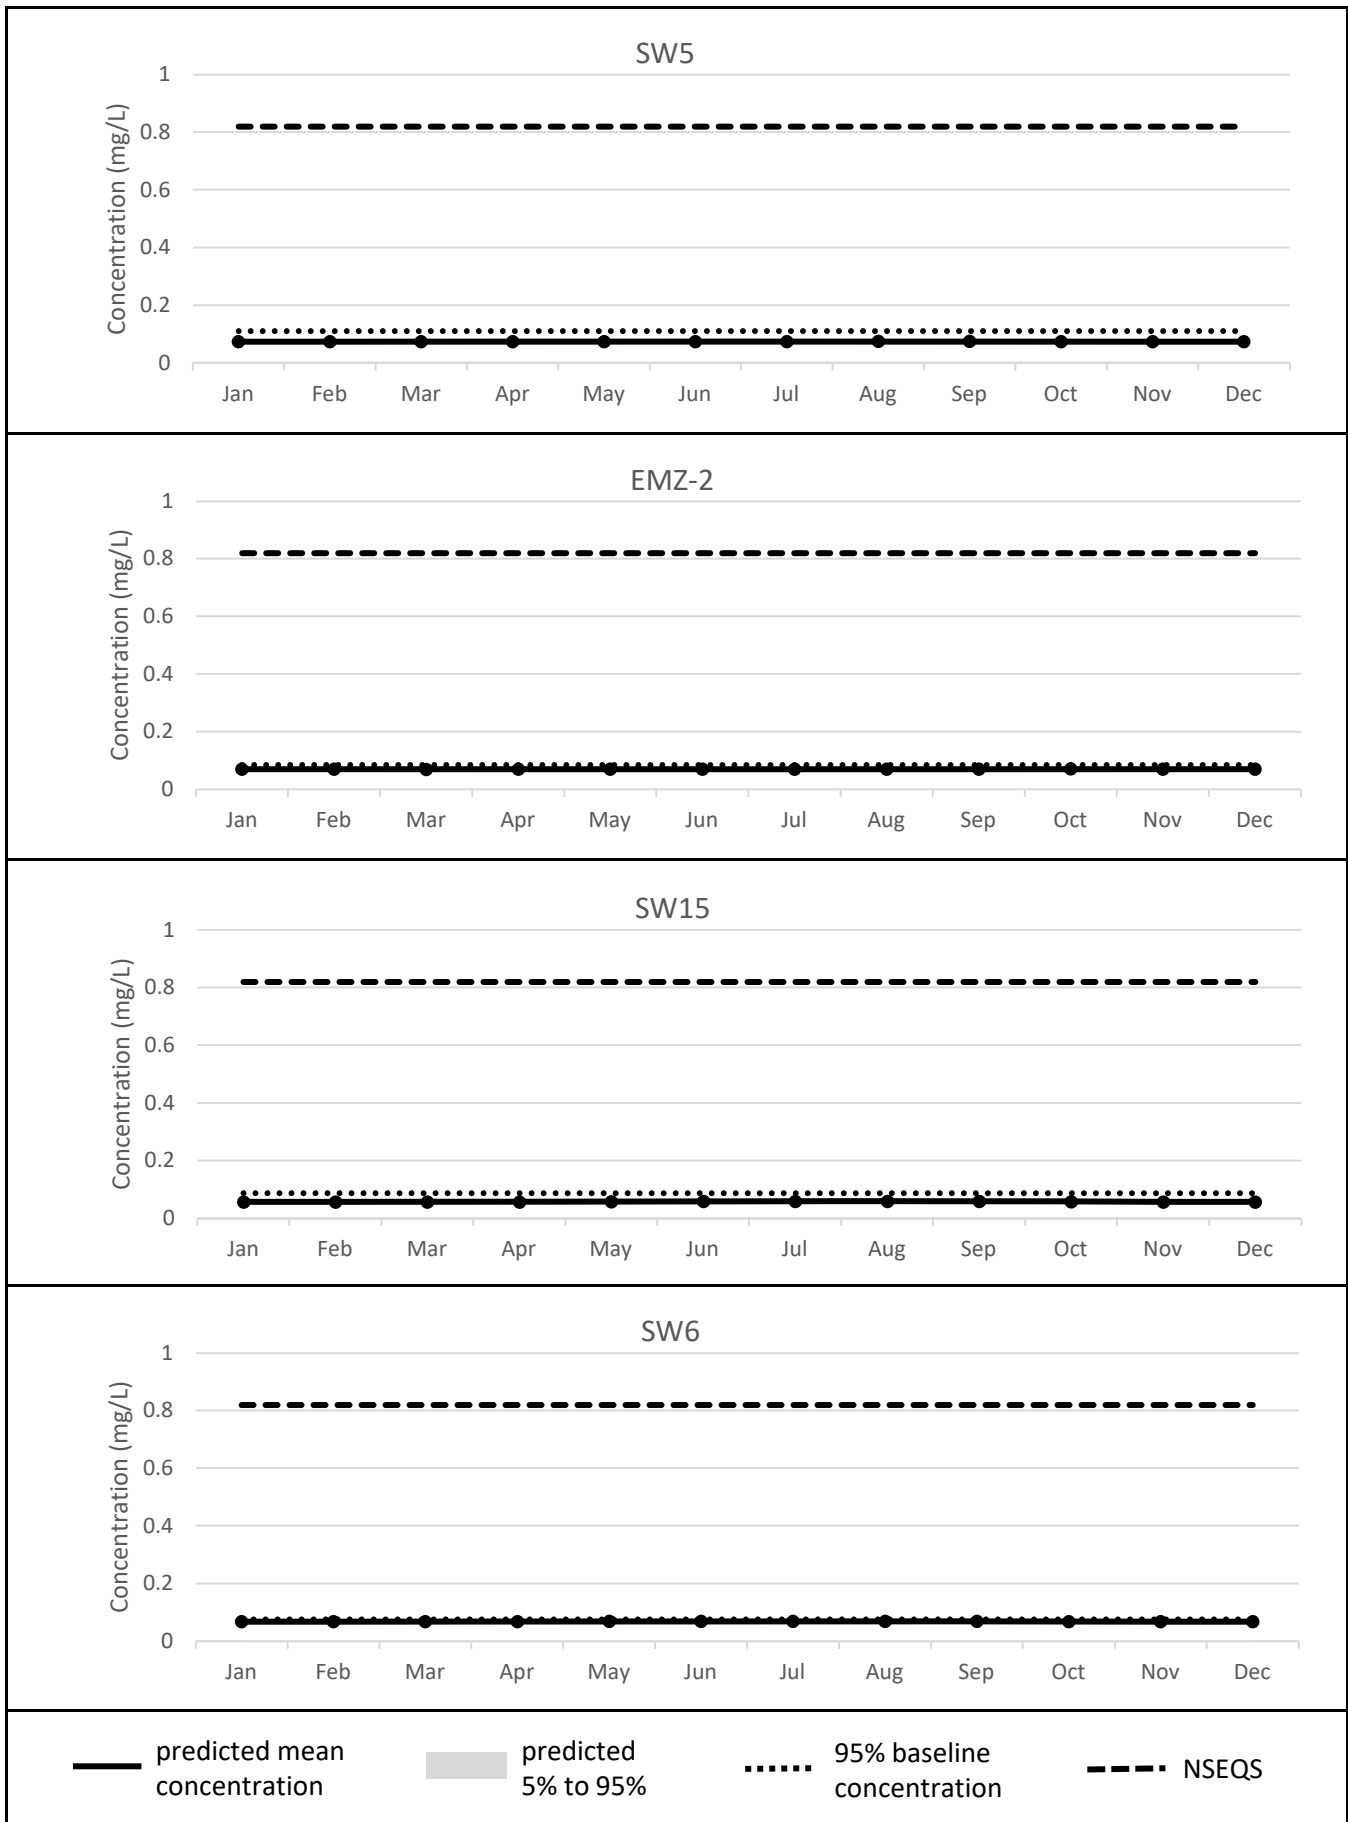 SW5
Concentration (mg/L)
1
0.8
0.6
0.4
0.2
0
Jan Feb Mar Apr May Jun Jul Aug Sep Oct Nov Dec
EMZ-2
Concentration (mg/L)
1
0.8
0.6
0.4
0.2
0
Jan Feb Mar Apr May Jun Jul Aug Sep Oct Nov Dec
SW15
Concentration (mg/L)
1
0.8
0.6
0.4
0.2
0
Jan Feb Mar Apr May Jun Jul Aug Sep Oct Nov Dec
SW6
Concentration (mg/L)
1
0.8
0.6
0.4
0.2
0
Jan Feb Mar Apr May Jun Jul Aug Sep Oct Nov Dec
predicted mean
concentration
predicted
5% to 95%
95% baseline
concentration
NSEQS